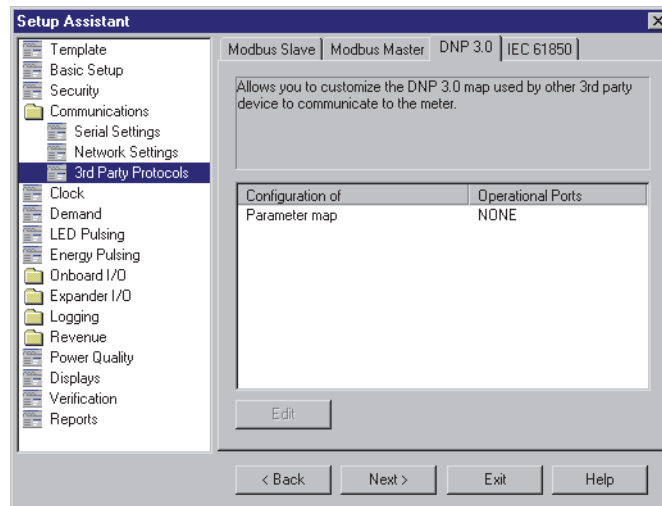 Setup Assistant
Template
Basic Setup
Security
Communications
Serial Settings
Network Settings
3rd Party Protocols
Clock
Demand
LED Pulsing
Energy Pulsing
Onboard I/O
Expander I/O
Logging
Revenue
Power Quality
Displays
Verification
Reports
Modbus Slave Modbus Master DNP 3.0 IEC 61850
Allows you to customize the DNP 3.0 map used by other 3rd party
device to communicate to the meter.
Configuration of Operational Ports
Parameter map NONE
Edit
< Back Next > Exit Help